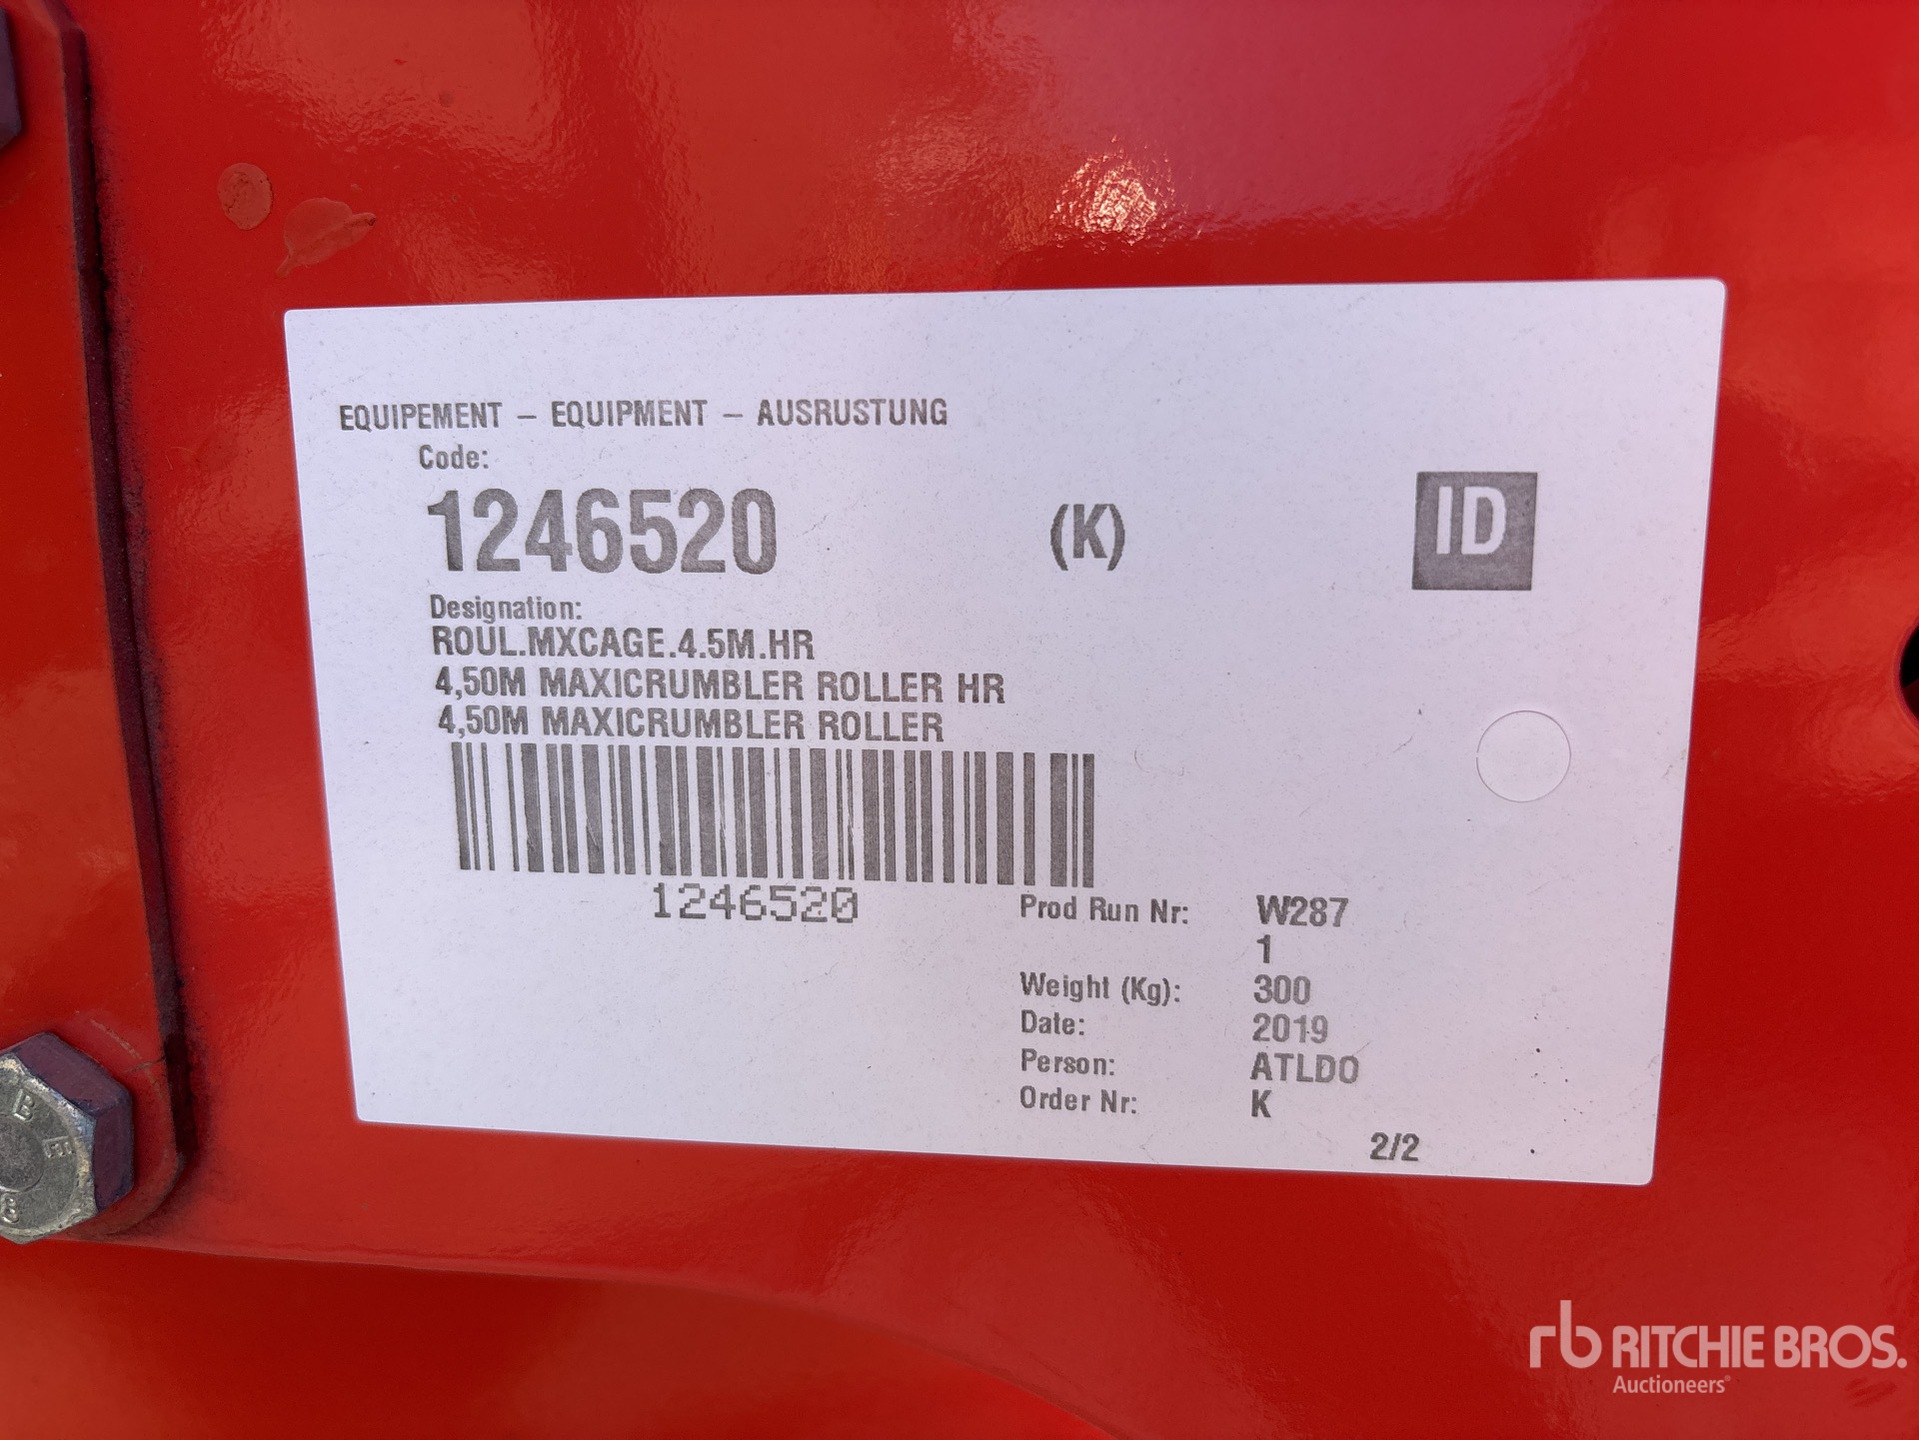 EQUIPEMENT – EQUIPMENT – AUSRUSTUNG
Code:
1246520 (K) ID
Designation:
ROUL.MXCAGE.4.5M.HR
4,50M MAXICRUMBLER ROLLER HR
4,50M MAXICRUMBLER ROLLER
1246520
Prod Run Nr: W287
1
Weight (Kg): 300
Date: 2019
Person: ATLDO
Order Nr: K
2/2
rb RITCHIE BROS.
Auctioneers®